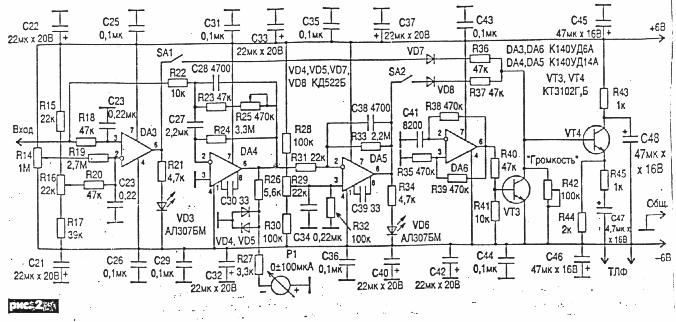 C22
22мк x 20В
C25
0,1мк
C31
0,1мк
C33
22мк x 20В
C35
0,1мк
C37
22мк x 20В
C43
0,1мк
C45
47мк x 16В
+6В
SA1
VD7
R36
47к
DA3,DA6 К140УД6А
DA4,DA5 К140УД14А
VT3, VT4
КТ3102Г,Б
R22
10к
C28 4700
VD4,VD5,VD7,
VD8 КД522Б
SA2
VD8
R37 47к
R15
22к
R18
47к
C23
0,022мк
R23 47к
R25 470к
3,3М
C38 4700
C41
8200
R38 470к
R43
1к
Вход
DA3
C27
2,2мк
R24
R28
100к
R33 2,2М
DA5
VT4
C48
47мк x
x 16В
R14
1М
R19
2,7М
DA4
R31 22к
DA6
R40
47к
"Громкость"
R16
22к
R20
47к
C23
0,22
R21
4,7к
C30 33
R26
5,6к
R29
22к
C39 33
R34
4,7к
R35 470к
R39 470к
VT3
R42
100к
R45
1к
R17
39к
VD3
АЛ307БМ
VD4, VD5
R30
100к
C34 0,22мк
R32
100к
VD6
АЛ307БМ
R41
10к
R44
2к
C47
4,7мк x
x 16В
Общ.
C21
22мк x 20В
C26
0,1мк
C29
0,1мк
C32
22мк x 20В
R27
3,3к
P1
0±100мкА
C36
0,1мк
C40
22мк x 20В
C42
22мк x 20В
C44
0,1мк
C46
47мк x 16В
ТЛФ
–6В
рис.2